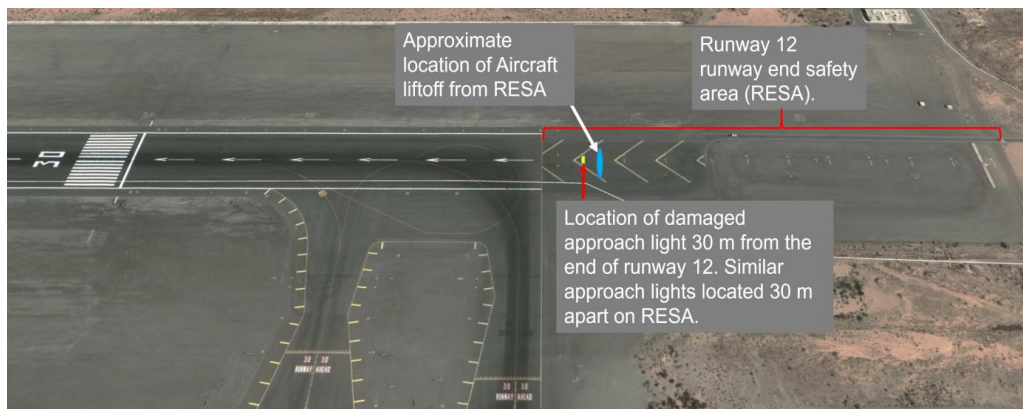 Approximate
location of Aircraft
liftoff from RESA
Runway 12
runway end safety
area (RESA).
30
Location of damaged
approach light 30 m from the
end of runway 12. Similar
approach lights located 30 m
apart on RESA.
30 30
RUNWAY AHEAD
30 30
RUNWAY AHEAD